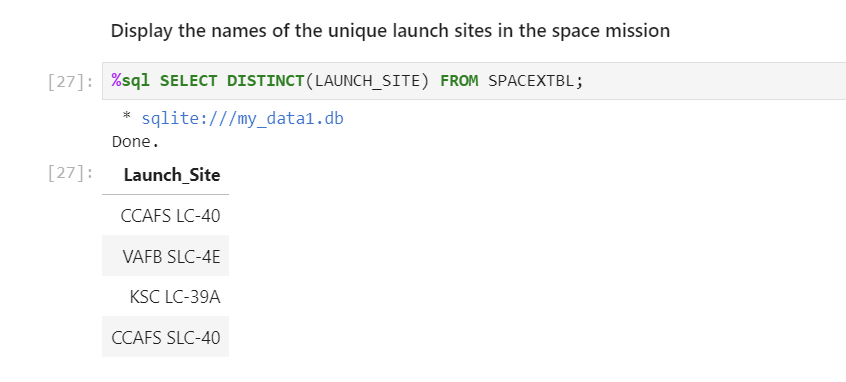 Display the names of the unique launch sites in the space mission
[27]: %sql SELECT DISTINCT(LAUNCH_SITE) FROM SPACEXTBL;
* sqlite:///my_data1.db
Done.
[27]: Launch_Site
CCAFS LC-40
VAFB SLC-4E
KSC LC-39A
CCAFS SLC-40